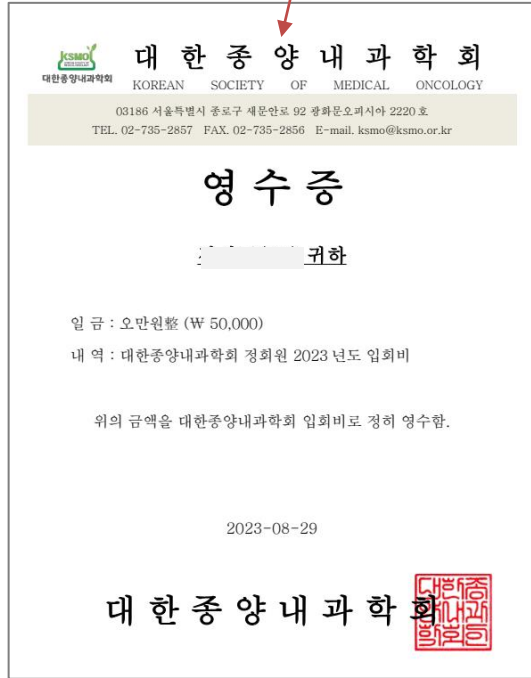 KSMO
대한종양내과학회
대한종양내과학회
KOREAN SOCIETY OF MEDICAL ONCOLOGY
03186 서울특별시 종로구 새문안로 92 광화문오피시아 2220호
TEL. 02-735-2857 FAX. 02-735-2856 E-mail. ksmo@ksmo.or.kr
영수증
귀하
일 금 : 오만원整 (₩ 50,000)
내 역 : 대한종양내과학회 정회원 2023 년도 입회비
위의 금액을 대한종양내과학회 입회비로 정히 영수함.
2023-08-29
대한종양내과학회